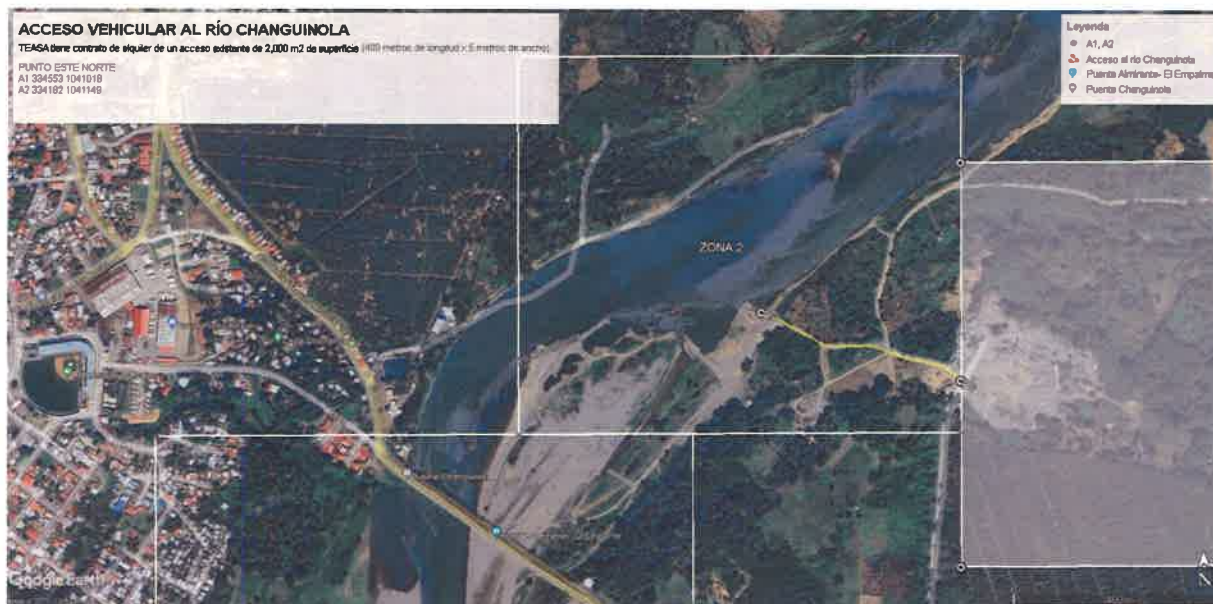 ACCESO VEHICULAR AL RÍO CHANGUINOLA
TEASA tiene contrato de alquiler de un acceso existente de 2,000 m2 de superficie (400 metros de longitud x 5 metros de ancho)
PUNTO ESTE NORTE
A1 334553 1041018
A2 334182 1041149
Leyenda
A1, A2
Acceso al río Changuinola
Puente Almirante- El Empalme
Puente Changuinola
ZONA 2
Google Earth